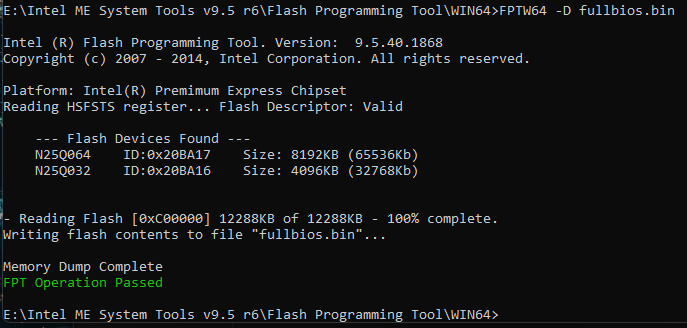 E:\Intel ME System Tools v9.5 r6\Flash Programming Tool\WIN64>FPTW64 -D fullbios.bin
Intel (R) Flash Programming Tool. Version:  9.5.40.1868
Copyright (c) 2007 - 2014, Intel Corporation. All rights reserved.
Platform: Intel(R) Premimum Express Chipset
Reading HSFSTS register... Flash Descriptor: Valid
--- Flash Devices Found ---
N25Q064    ID:0x20BA17    Size: 8192KB (65536Kb)
N25Q032    ID:0x20BA16    Size: 4096KB (32768Kb)
- Reading Flash [0xC00000] 12288KB of 12288KB - 100% complete.
Writing flash contents to file "fullbios.bin"...
Memory Dump Complete
FPT Operation Passed
E:\Intel ME System Tools v9.5 r6\Flash Programming Tool\WIN64>